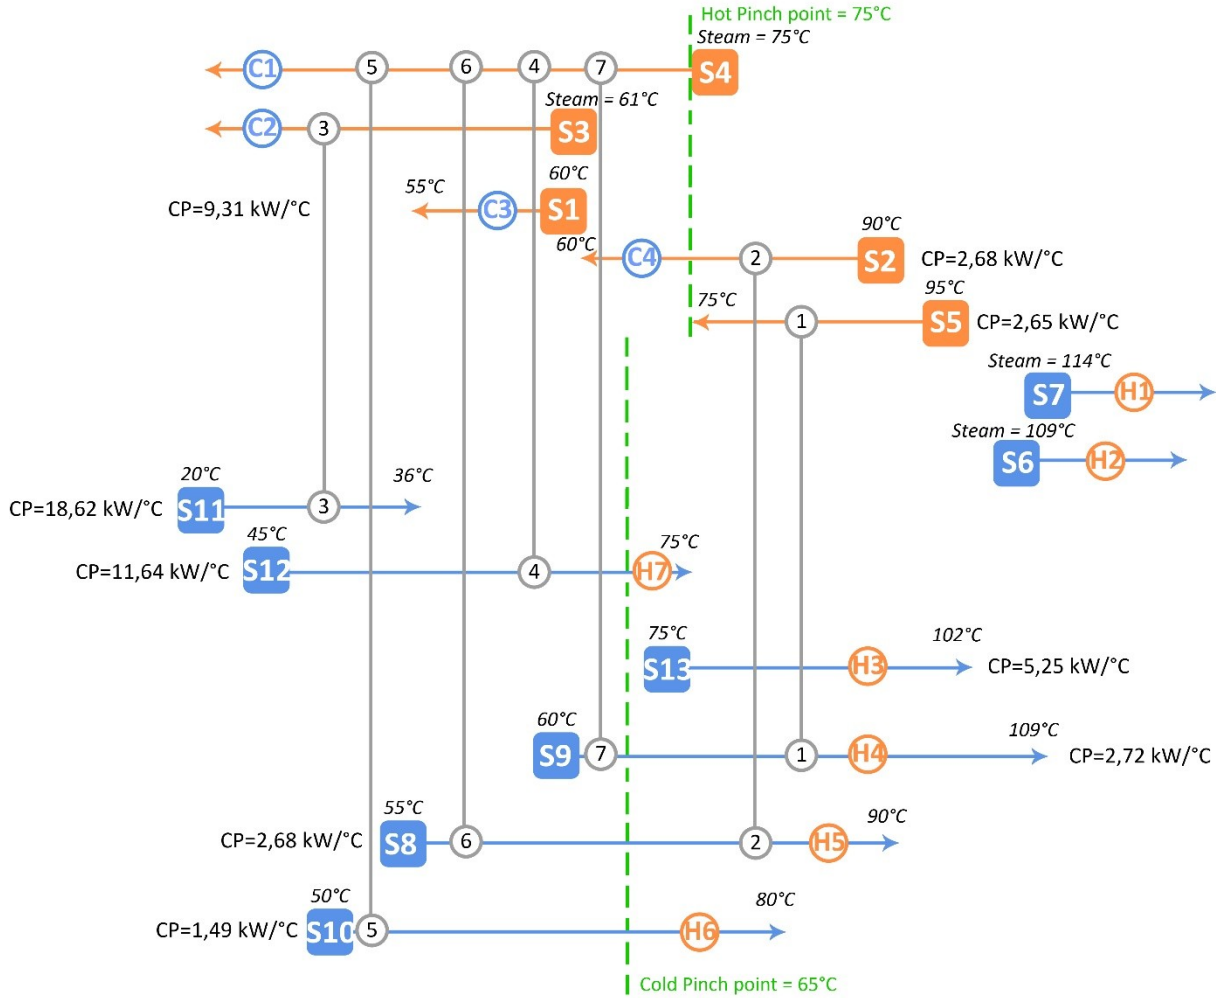 Hot Pinch point = 75°C
Steam = 75°C
C1 5 6 4 7 S4
Steam = 61°C
C2 3 S3
60°C
55°C
CP=9,31 kW/°C C3 S1
90°C
60°C
C4 2 S2 CP=2,68 kW/°C
95°C
75°C
1 S5 CP=2,65 kW/°C
Steam = 114°C
S7 H1
Steam = 109°C
S6 H2
20°C 36°C
CP=18,62 kW/°C S11 3
45°C 75°C
CP=11,64 kW/°C S12 4 H7
75°C 102°C
S13 H3 CP=5,25 kW/°C
60°C 109°C
S9 7 1 H4 CP=2,72 kW/°C
55°C 90°C
CP=2,68 kW/°C S8 6 2 H5
50°C 80°C
CP=1,49 kW/°C S10 5 H6
Cold Pinch point = 65°C